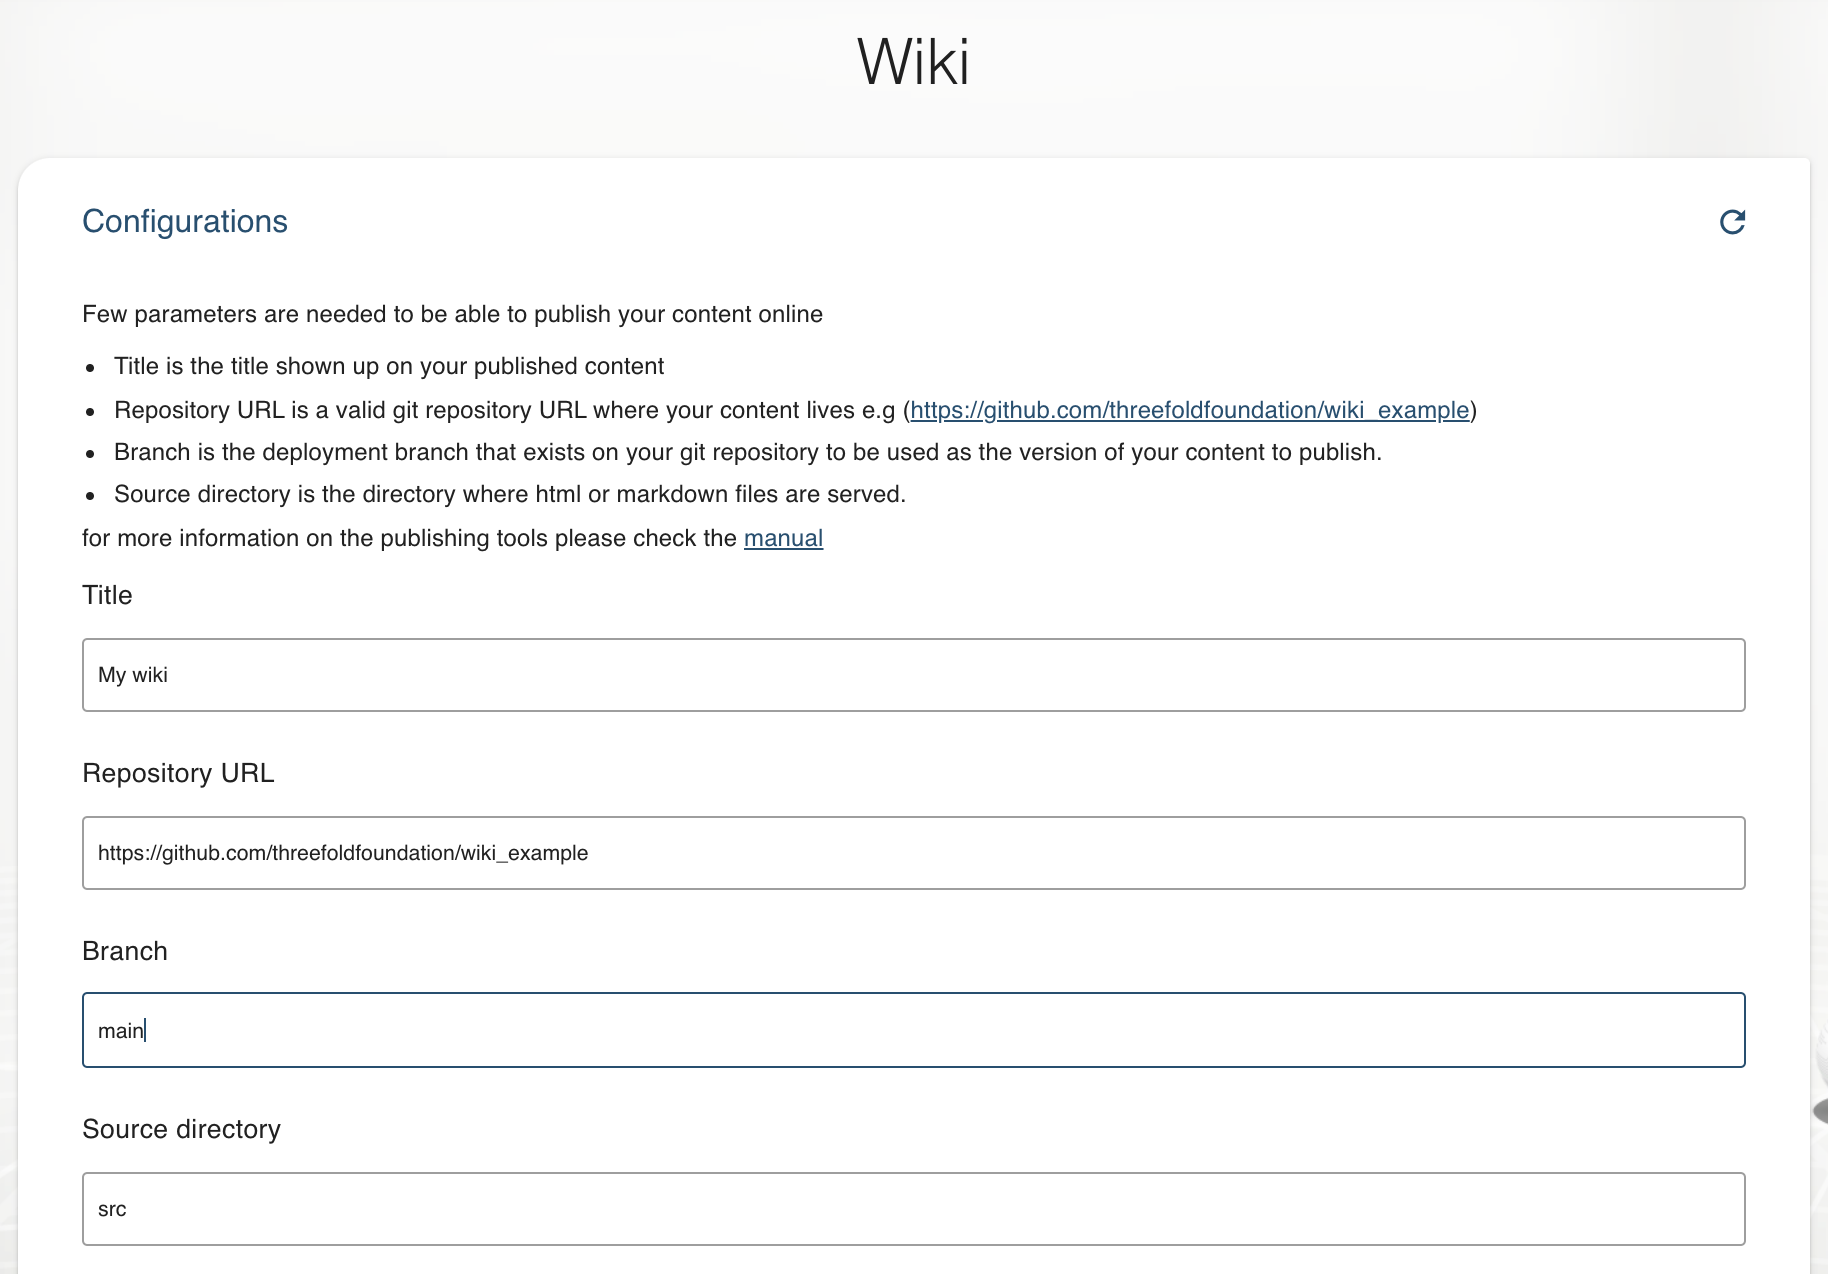 Wiki
Configurations
Few parameters are needed to be able to publish your content online
• Title is the title shown up on your published content
• Repository URL is a valid git repository URL where your content lives e.g (https://github.com/threefoldfoundation/wiki_example)
• Branch is the deployment branch that exists on your git repository to be used as the version of your content to publish.
• Source directory is the directory where html or markdown files are served.
for more information on the publishing tools please check the manual
Title
My wiki
Repository URL
https://github.com/threefoldfoundation/wiki_example
Branch
main
Source directory
src